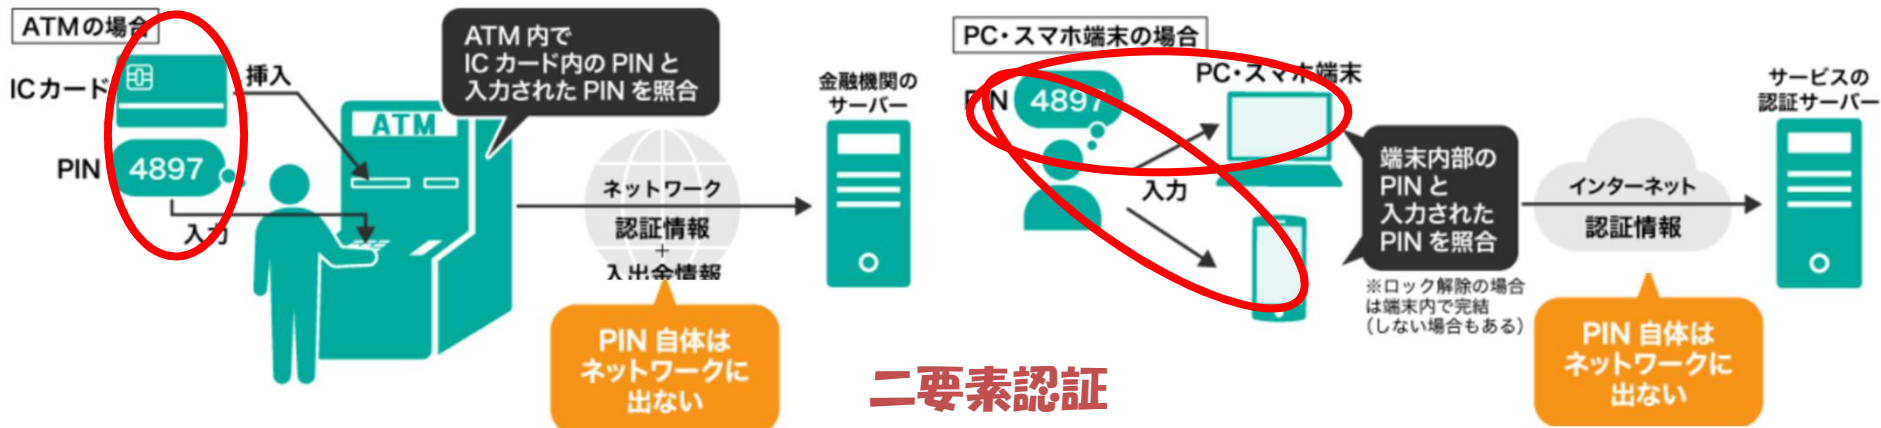 ATMの場合
ICカード
挿入
PIN
4897
入力
ATM
ATM内で
ICカード内のPINと
入力されたPINを照合
ネットワーク
認証情報
+
入出金情報
金融機関の
サーバー
PIN 自体は
ネットワークに
出ない
二要素認証
PC・スマホ端末の場合
PIN
4897
PC・スマホ端末
入力
端末内部の
PINと
入力された
PINを照合
※ロック解除の場合
は端末内で完結
(しない場合もある)
インターネット
認証情報
サービスの
認証サーバー
PIN 自体は
ネットワークに
出ない